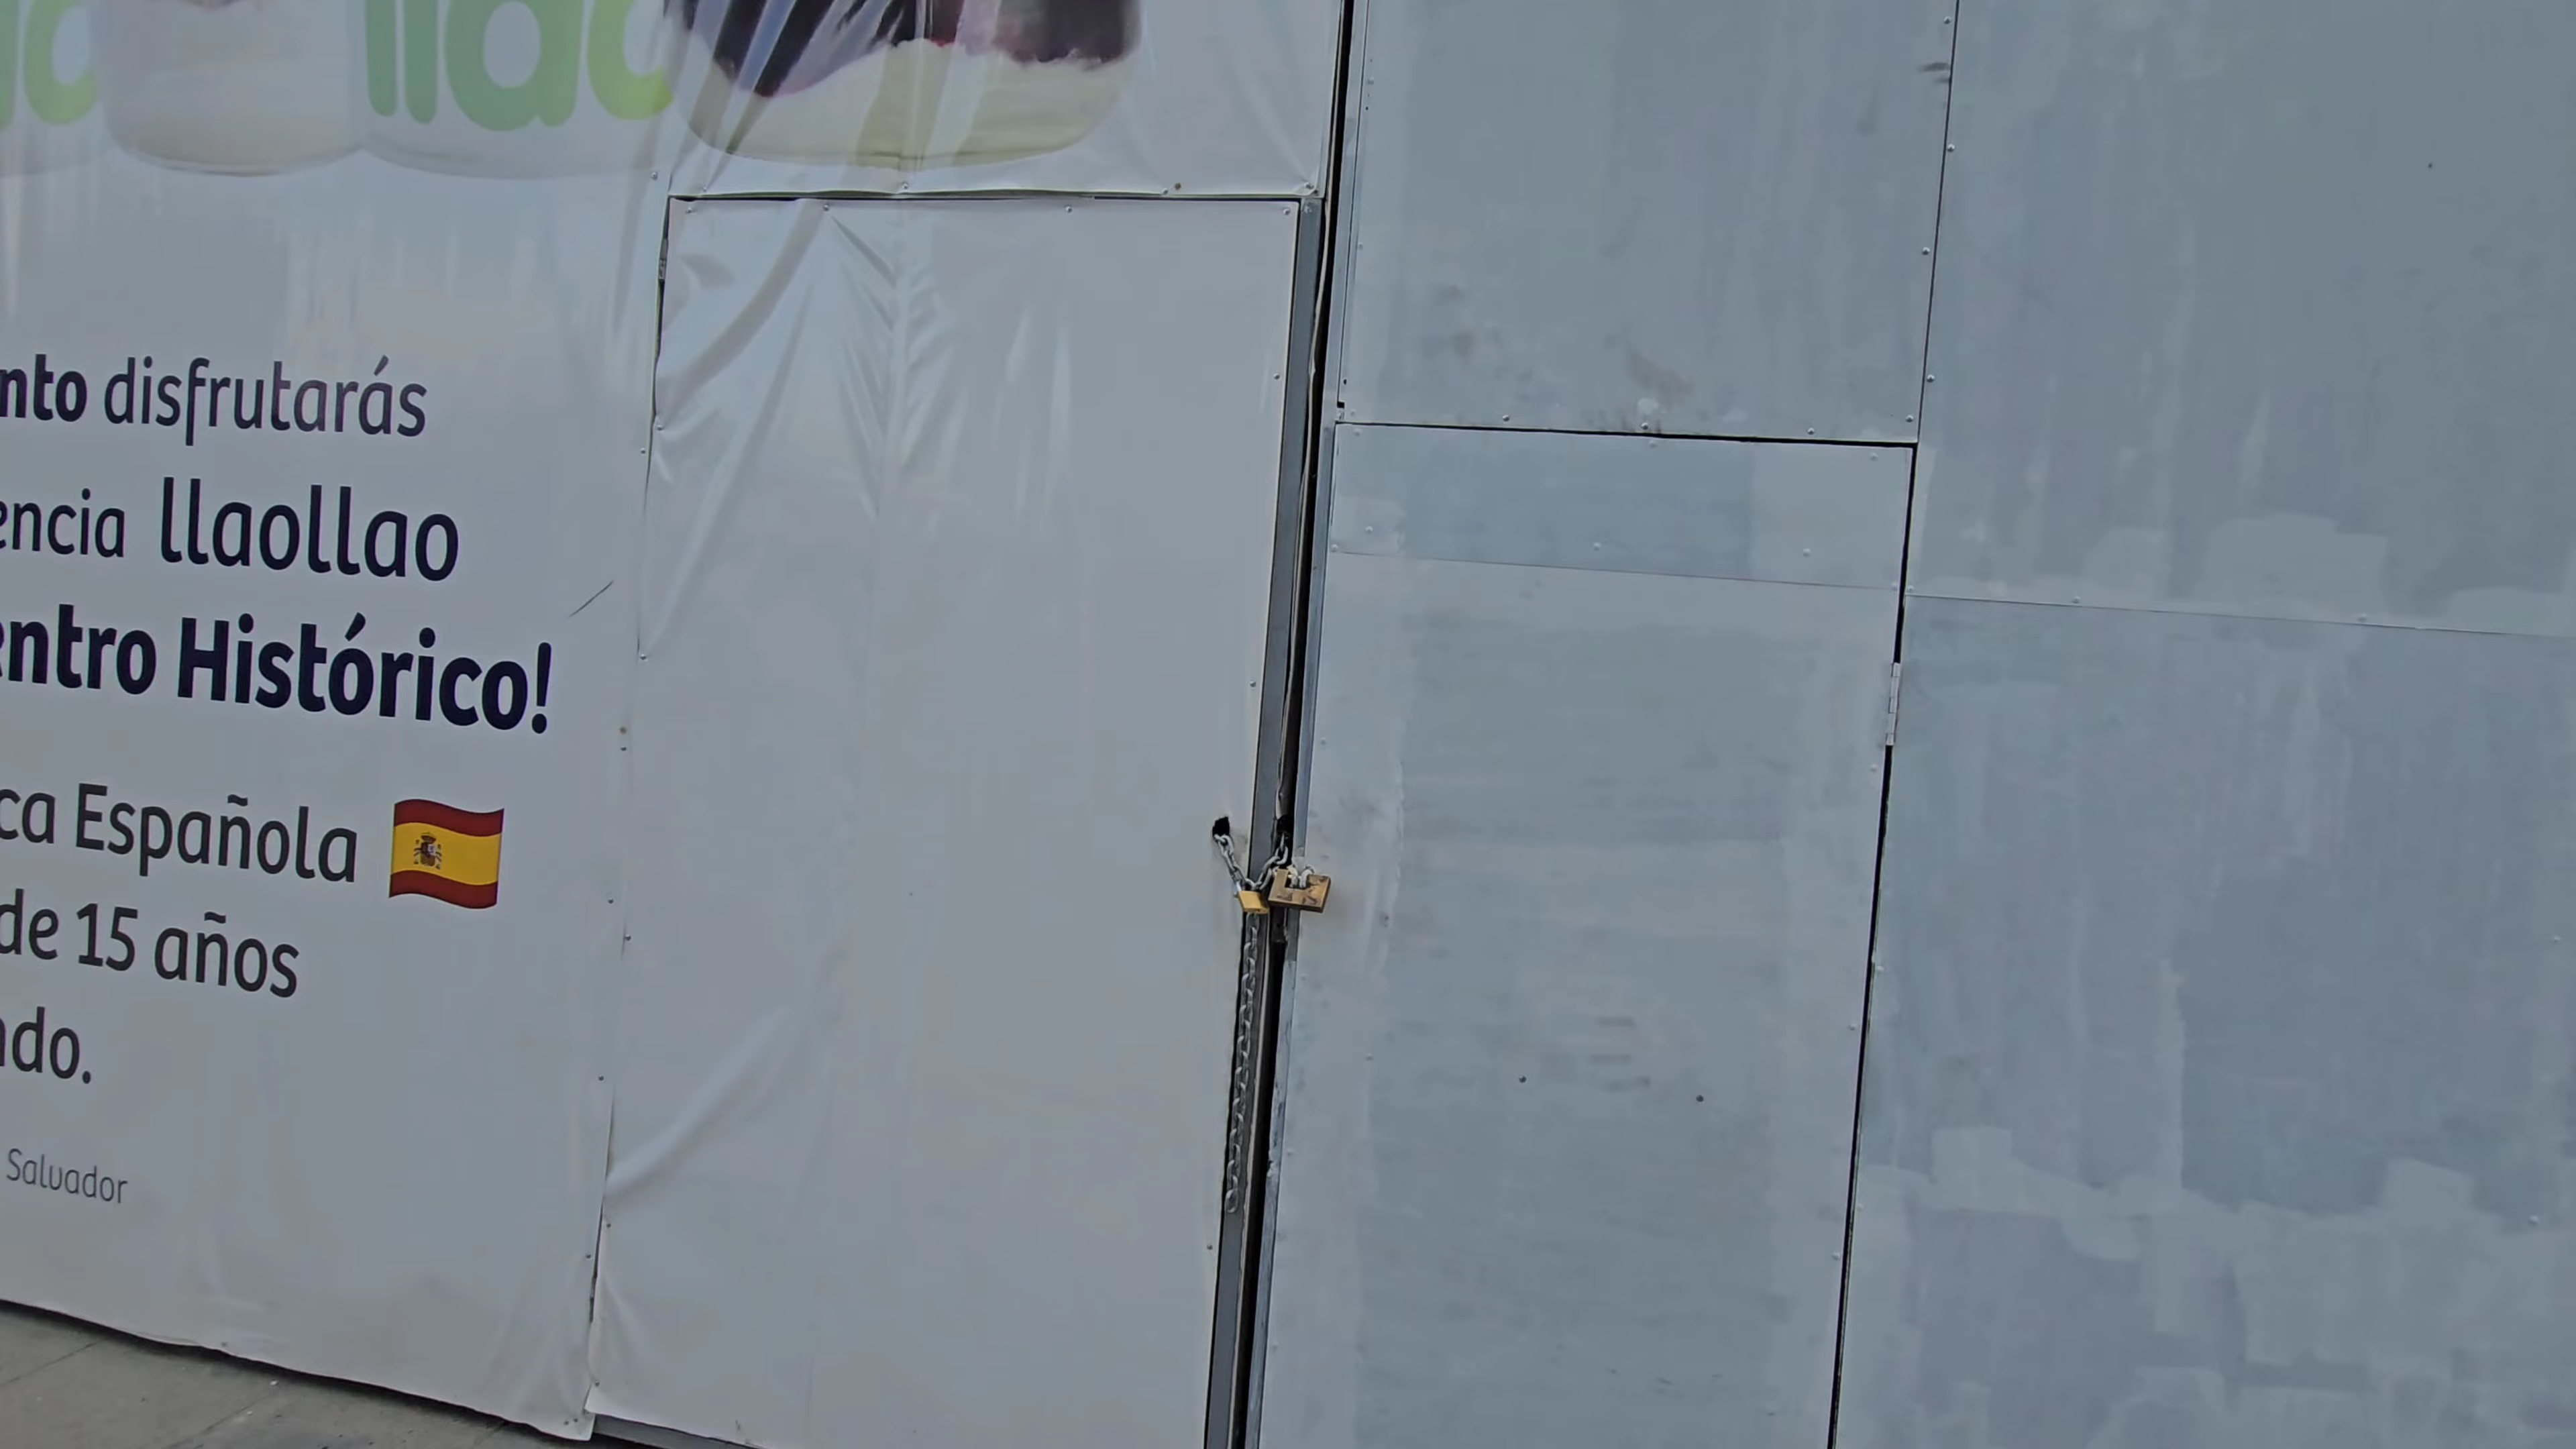 llao
nto disfrutarás
encia llaollao
entro Histórico!
ca Española
de 15 años
ndo.
Salvador